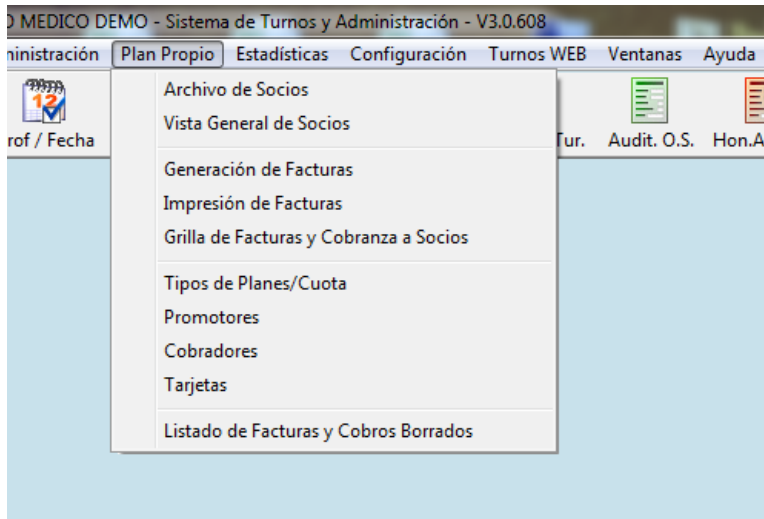 O MEDICO DEMO - Sistema de Turnos y Administración - V3.0.608
ministración Plan Propio Estadísticas Configuración Turnos WEB Ventanas Ayuda
12
rof / Fecha Tur. Audit. O.S. Hon.A
Archivo de Socios
Vista General de Socios
Generación de Facturas
Impresión de Facturas
Grilla de Facturas y Cobranza a Socios
Tipos de Planes/Cuota
Promotores
Cobradores
Tarjetas
Listado de Facturas y Cobros Borrados